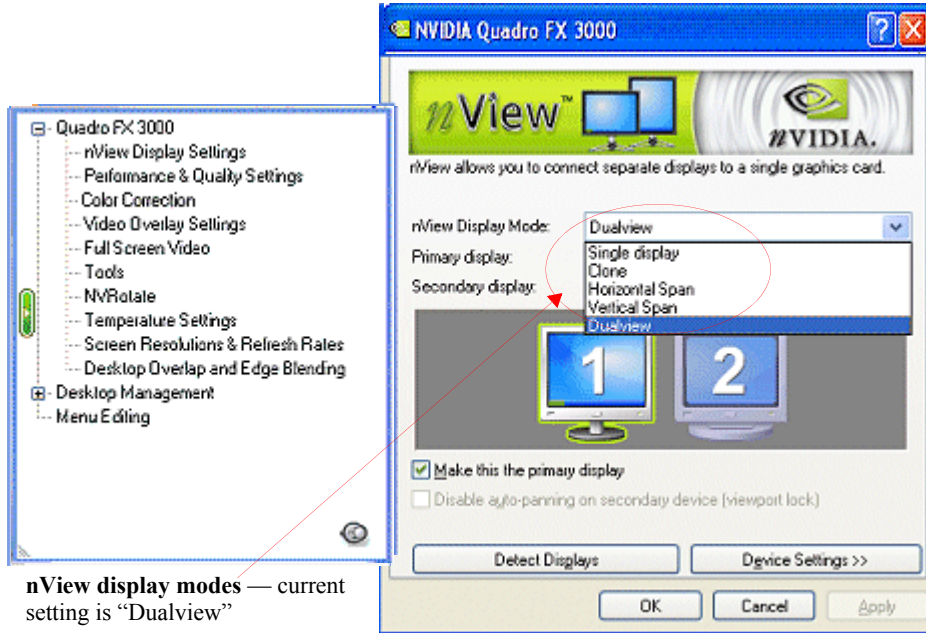 NVIDIA Quadro FX 3000
nView™
nVIDIA.
nView allows you to connect separate displays to a single graphics card.
Quadro FX 3000
nView Display Settings
Performance & Quality Settings
Color Correction
Video Overlay Settings
Full Screen Video
Tools
NVRotate
Temperature Settings
Screen Resolutions & Refresh Rates
Desktop Overlap and Edge Blending
Desktop Management
Menu Editing
nView Display Mode: Dualview
Primary display:
Secondary display:
Single display
Clone
Horizontal Span
Vertical Span
Dualview
1 2
Make this the primary display
Disable auto-panning on secondary device (viewport lock)
Detect Displays Device Settings >>
OK Cancel Apply
nView display modes — current
setting is “Dualview”